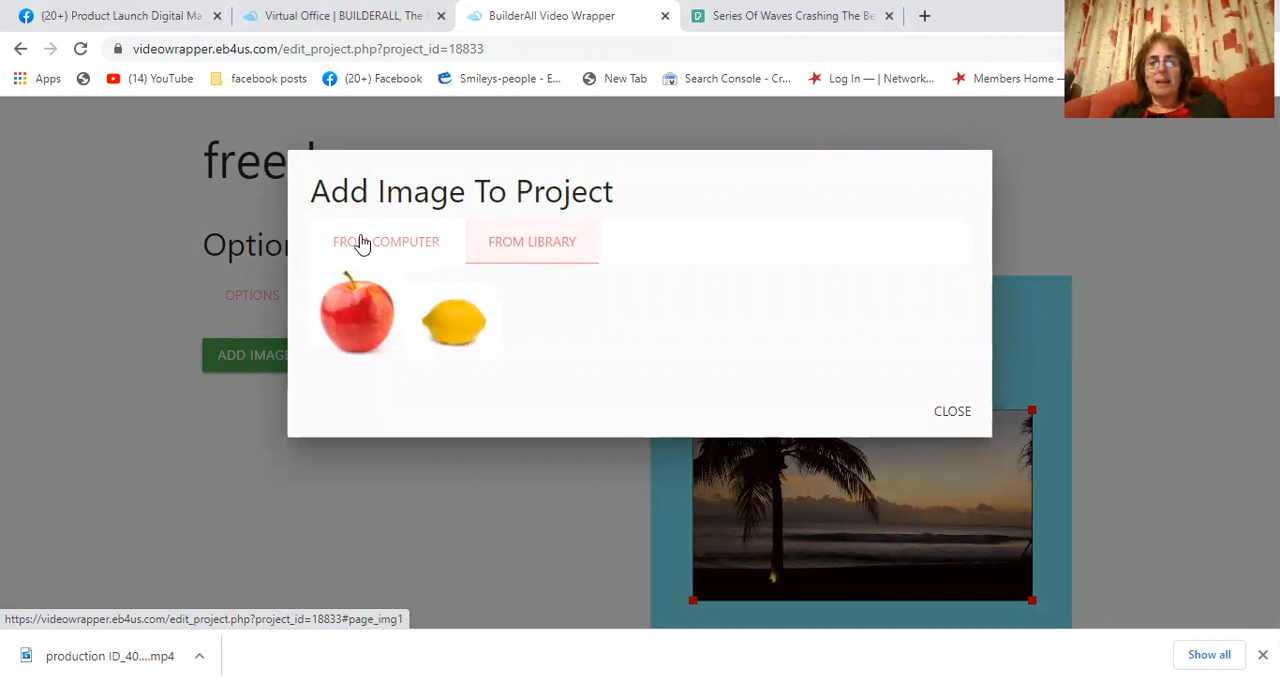 (20+) Product Launch Digital Ma
Virtual Office | BUILDERALL, The
BuilderAll Video Wrapper
Series Of Waves Crashing The Be
videowrapper.eb4us.com/edit_project.php?project_id=18833
Apps
(14) YouTube
facebook posts
(20+) Facebook
Smileys-people - E...
New Tab
Search Console - Cr...
Log In — | Network...
Members Home —
Add Image To Project
FROM COMPUTER
FROM LIBRARY
OPTIONS
ADD IMAGE
CLOSE
https://videowrapper.eb4us.com/edit_project.php?project_id=18833#page_img1
production ID_40....mp4
Show all